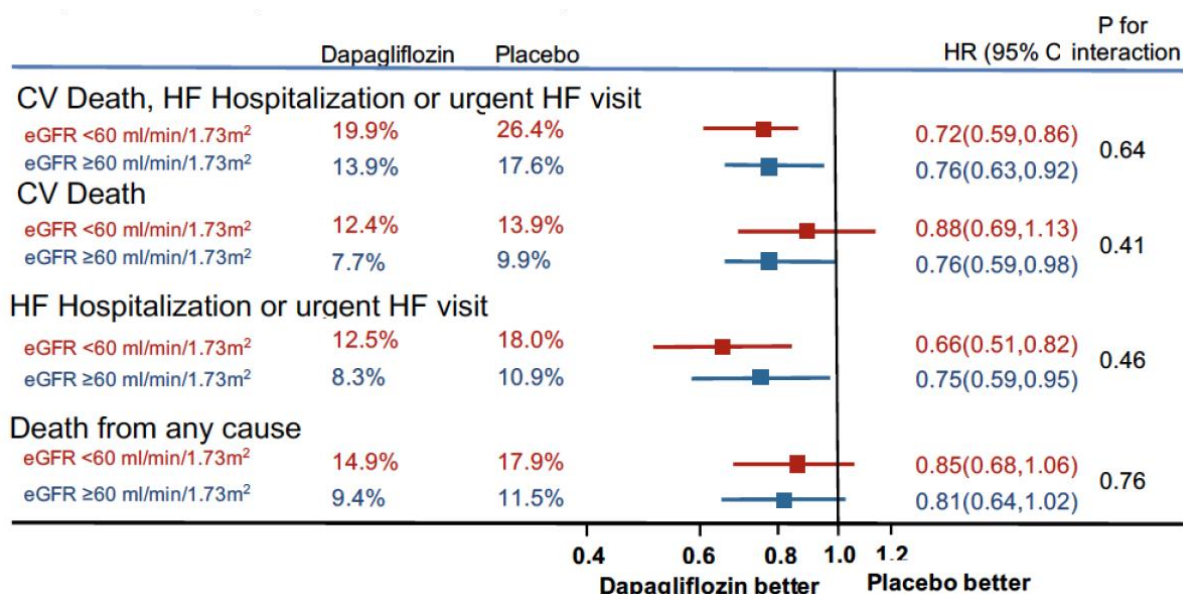 P for
Dapagliflozin Placebo HR (95% C interaction
CV Death, HF Hospitalization or urgent HF visit
eGFR <60 ml/min/1.73m² 19.9% 26.4% 0.72(0.59,0.86)
0.64
eGFR ≥60 ml/min/1.73m² 13.9% 17.6% 0.76(0.63,0.92)
CV Death
eGFR <60 ml/min/1.73m² 12.4% 13.9% 0.88(0.69,1.13)
0.41
eGFR ≥60 ml/min/1.73m² 7.7% 9.9% 0.76(0.59,0.98)
HF Hospitalization or urgent HF visit
eGFR <60 ml/min/1.73m² 12.5% 18.0% 0.66(0.51,0.82)
0.46
eGFR ≥60 ml/min/1.73m² 8.3% 10.9% 0.75(0.59,0.95)
Death from any cause
eGFR <60 ml/min/1.73m² 14.9% 17.9% 0.85(0.68,1.06)
0.76
eGFR ≥60 ml/min/1.73m² 9.4% 11.5% 0.81(0.64,1.02)
0.4 0.6 0.8 1.0 1.2
Dapagliflozin better Placebo better